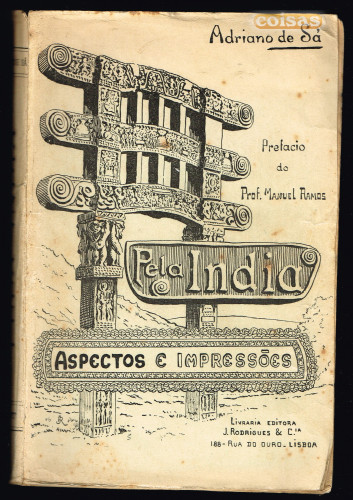 coisas
Adriano de Sá
Prefacio
do
Prof. Manuel Ramos
Pela India
Aspectos e Impressões
Livraria Editora
J. Rodrigues & C.ia
188-Rua do Ouro-Lisboa